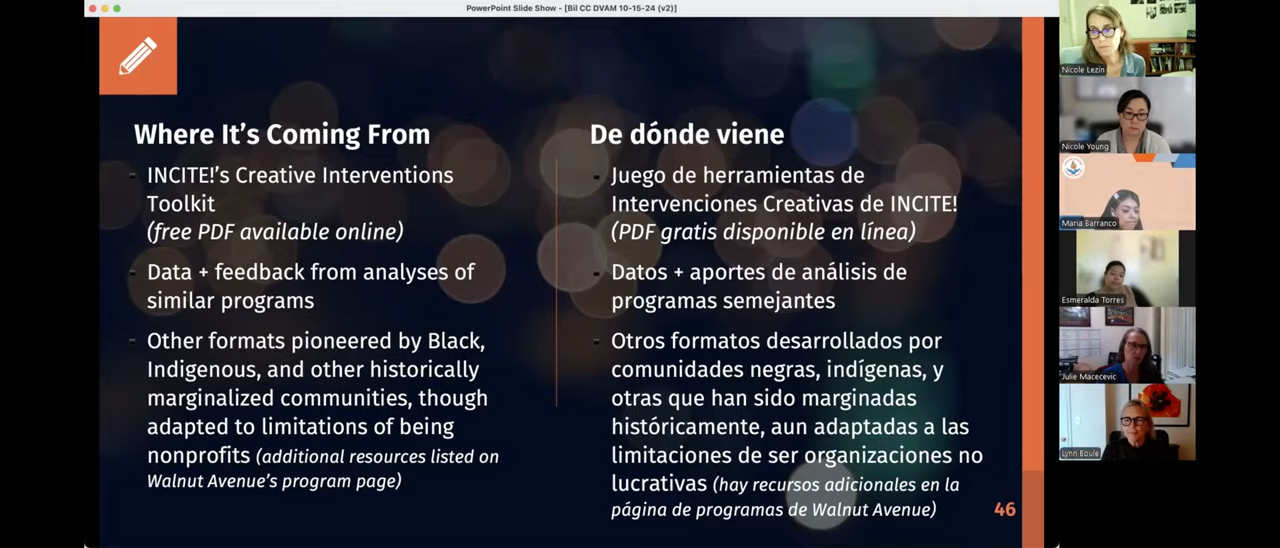 PowerPoint Slide Show - [Bil CC DVAM 10-15-24 (v2)]
Where It's Coming From
- INCITE!'s Creative Interventions
Toolkit
(free PDF available online)
- Data + feedback from analyses of
similar programs
- Other formats pioneered by Black,
Indigenous, and other historically
marginalized communities, though
adapted to limitations of being
nonprofits (additional resources listed on
Walnut Avenue's program page)
De dónde viene
- Juego de herramientas de
Intervenciones Creativas de INCITE!
(PDF gratis disponible en línea)
- Datos + aportes de análisis de
programas semejantes
- Otros formatos desarrollados por
comunidades negras, indígenas, y
otras que han sido marginadas
históricamente, aun adaptadas a las
limitaciones de ser organizaciones no
lucrativas (hay recursos adicionales en la
página de programas de Walnut Avenue)
46
Nicole Lezin
Nicole Young
Maria Barranco
Esmeralda Torres
Julie Macecevic
Lynn Boule